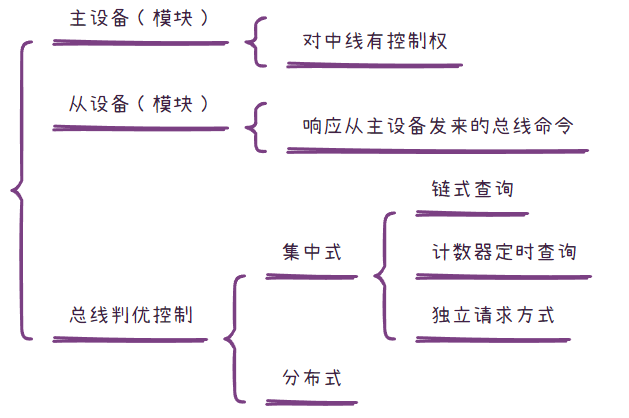 主设备（模块）
对中线有控制权
从设备（模块）
响应从主设备发来的总线命令
总线判优控制
集中式
链式查询
计数器定时查询
独立请求方式
分布式